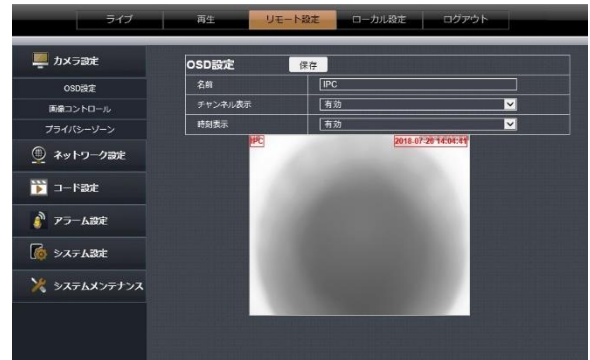 ライブ 再生 リモート設定 ローカル設定 ログアウト
カメラ設定
OSD設定
画像コントロール
プライバシーゾーン
ネットワーク設定
コード設定
アラーム設定
システム設定
システムメンテナンス
OSD設定 保存
名前 IPC
チャンネル表示 有効
時刻表示 有効
IPC 2018-07-26 14:04:41